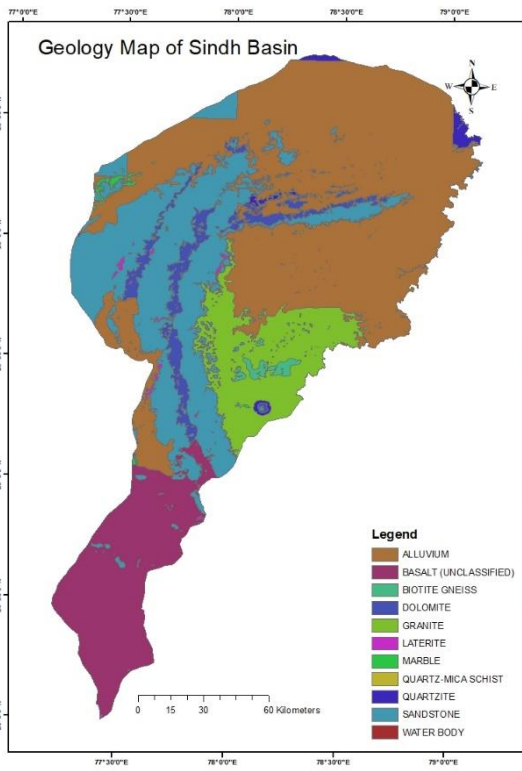 77°0'0"E 77°30'0"E 78°0'0"E 78°30'0"E 79°0'0"E
Geology Map of Sindh Basin
N
W E
S
Legend
ALLUVIUM
BASALT (UNCLASSIFIED)
BIOTITE GNEISS
DOLOMITE
GRANITE
LATERITE
MARBLE
QUARTZ-MICA SCHIST
QUARTZITE
SANDSTONE
WATER BODY
0 15 30 60 Kilometers
77°30'0"E 78°0'0"E 78°30'0"E 79°0'0"E